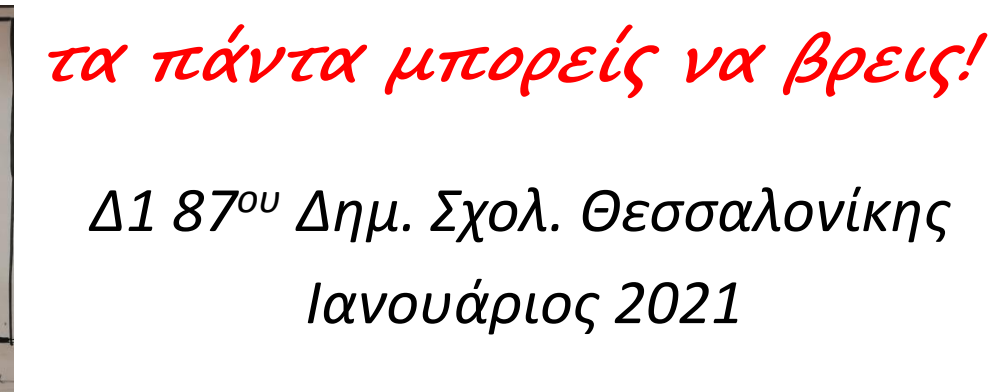 τα πάντα μπορείς να βρεις!
Δ1 87ου Δημ. Σχολ. Θεσσαλονίκης
Ιανουάριος 2021